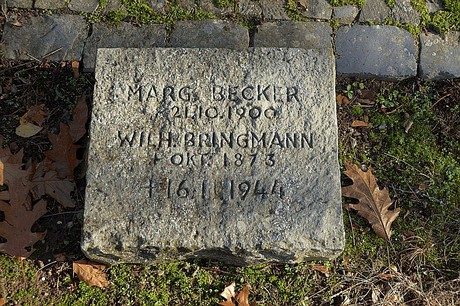 MARG. BECKER
* 21.10.1900
WILH. BRINGMANN
* OKT. 1873
† 16.1.1944